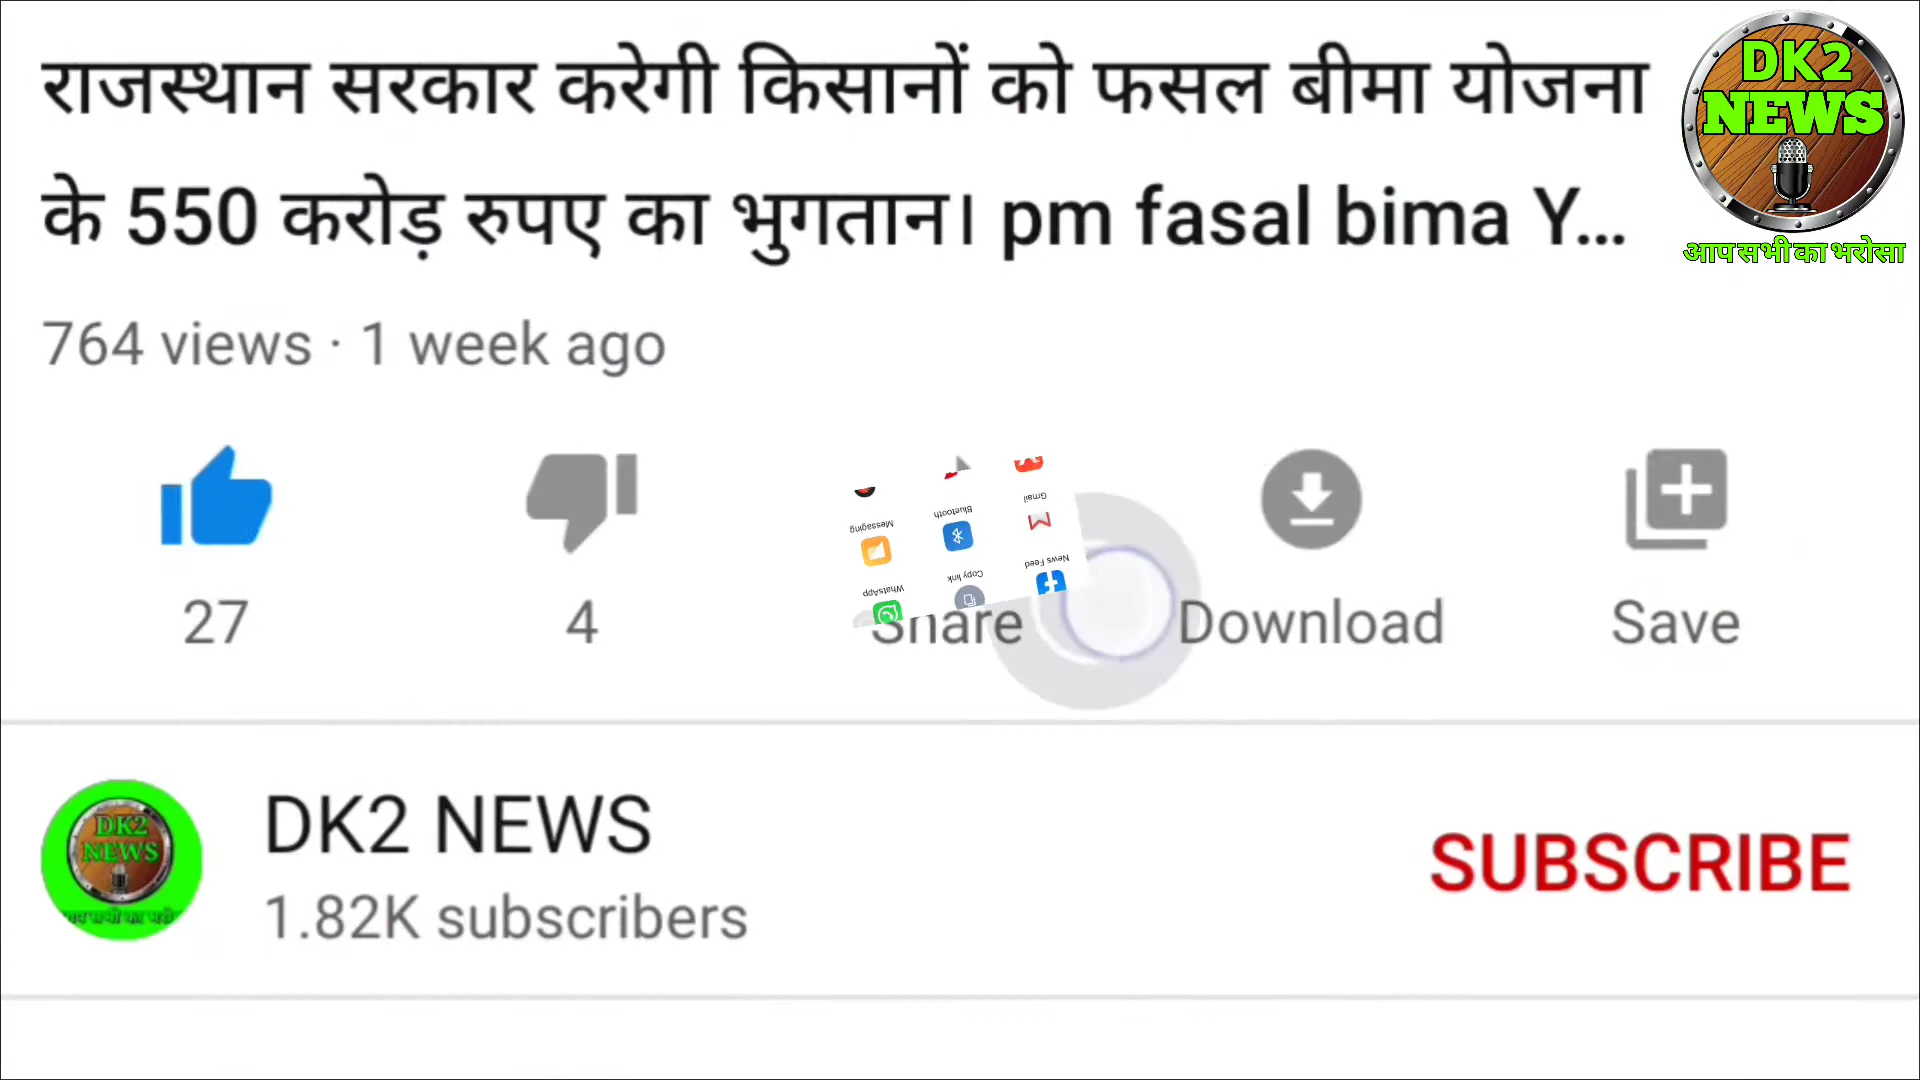 राजस्थान सरकार करेगी किसानों को फसल बीमा योजना
के 550 करोड़ रुपए का भुगतान। pm fasal bima Y...
DK2
NEWS
आप सभी का भरोसा
764 views · 1 week ago
Gmail
Bluetooth
Messaging
News Feed
Copy link
WhatsApp
27
4
Share
Download
Save
DK2
NEWS
DK2 NEWS
1.82K subscribers
SUBSCRIBE